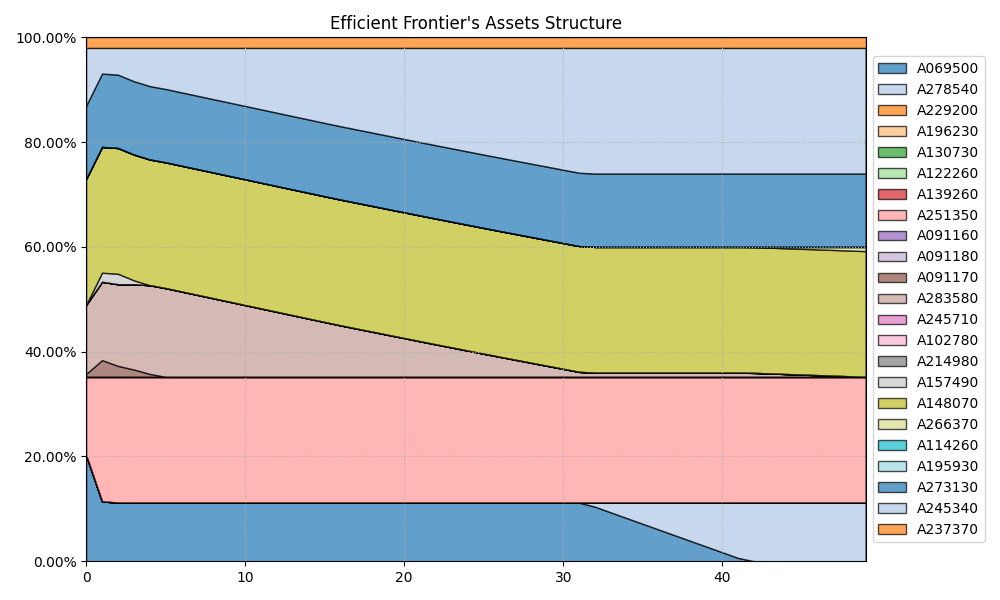 Efficient Frontier's Assets Structure
100.00%
80.00%
60.00%
40.00%
20.00%
0.00%
0
10
20
30
40
A069500
A278540
A229200
A196230
A130730
A122260
A139260
A251350
A091160
A091180
A091170
A283580
A245710
A102780
A214980
A157490
A148070
A266370
A114260
A195930
A273130
A245340
A237370